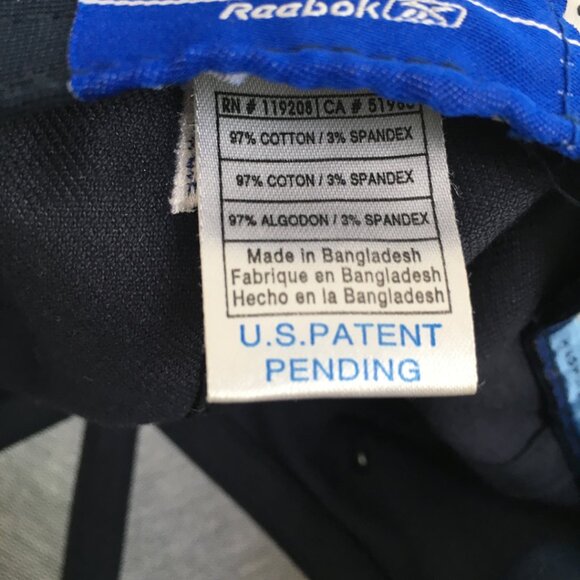 Reebok
RN # 119208 | CA # 519
97% COTTON / 3% SPANDEX
97% COTON / 3% SPANDEX
97% ALGODON / 3% SPANDEX
Made in Bangladesh
Fabrique en Bangladesh
Hecho en la Bangladesh
U.S.PATENT
PENDING